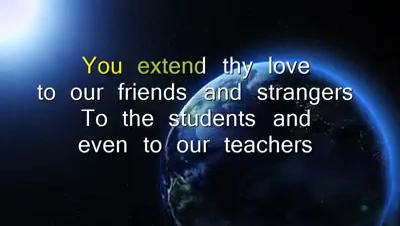 You extend thy love
to our friends and strangers
To the students and
even to our teachers